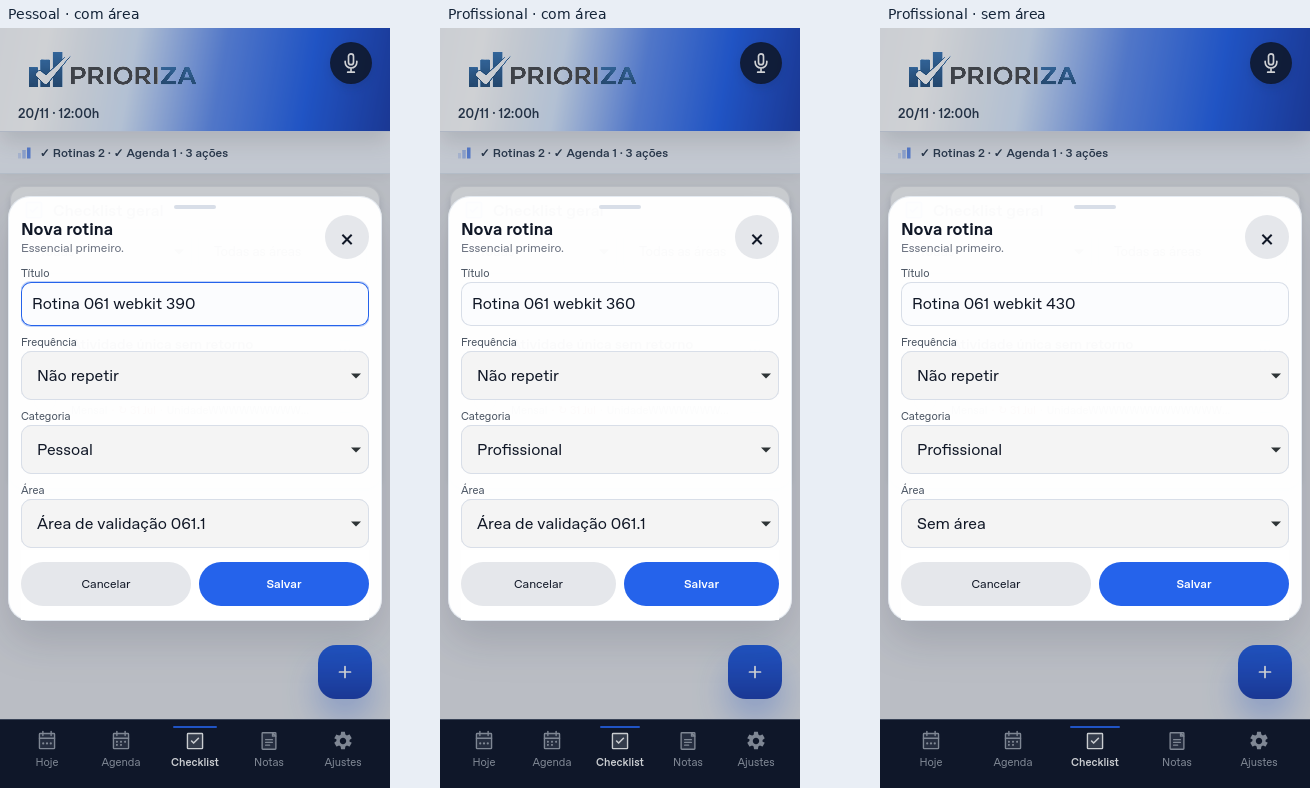 Pessoal · com área
PRIORIZA
20/11 · 12:00h
✓ Rotinas 2 · ✓ Agenda 1 · 3 ações
Nova rotina
Essencial primeiro.
Título
Rotina 061 webkit 390
Frequência
Não repetir
Categoria
Pessoal
Área
Área de validação 061.1
Cancelar
Salvar
Hoje
Agenda
Checklist
Notas
Ajustes
Profissional · com área
PRIORIZA
20/11 · 12:00h
✓ Rotinas 2 · ✓ Agenda 1 · 3 ações
Nova rotina
Essencial primeiro.
Título
Rotina 061 webkit 360
Frequência
Não repetir
Categoria
Profissional
Área
Área de validação 061.1
Cancelar
Salvar
Hoje
Agenda
Checklist
Notas
Ajustes
Profissional · sem área
PRIORIZA
20/11 · 12:00h
✓ Rotinas 2 · ✓ Agenda 1 · 3 ações
Nova rotina
Essencial primeiro.
Título
Rotina 061 webkit 430
Frequência
Não repetir
Categoria
Profissional
Área
Sem área
Cancelar
Salvar
Hoje
Agenda
Checklist
Notas
Ajustes